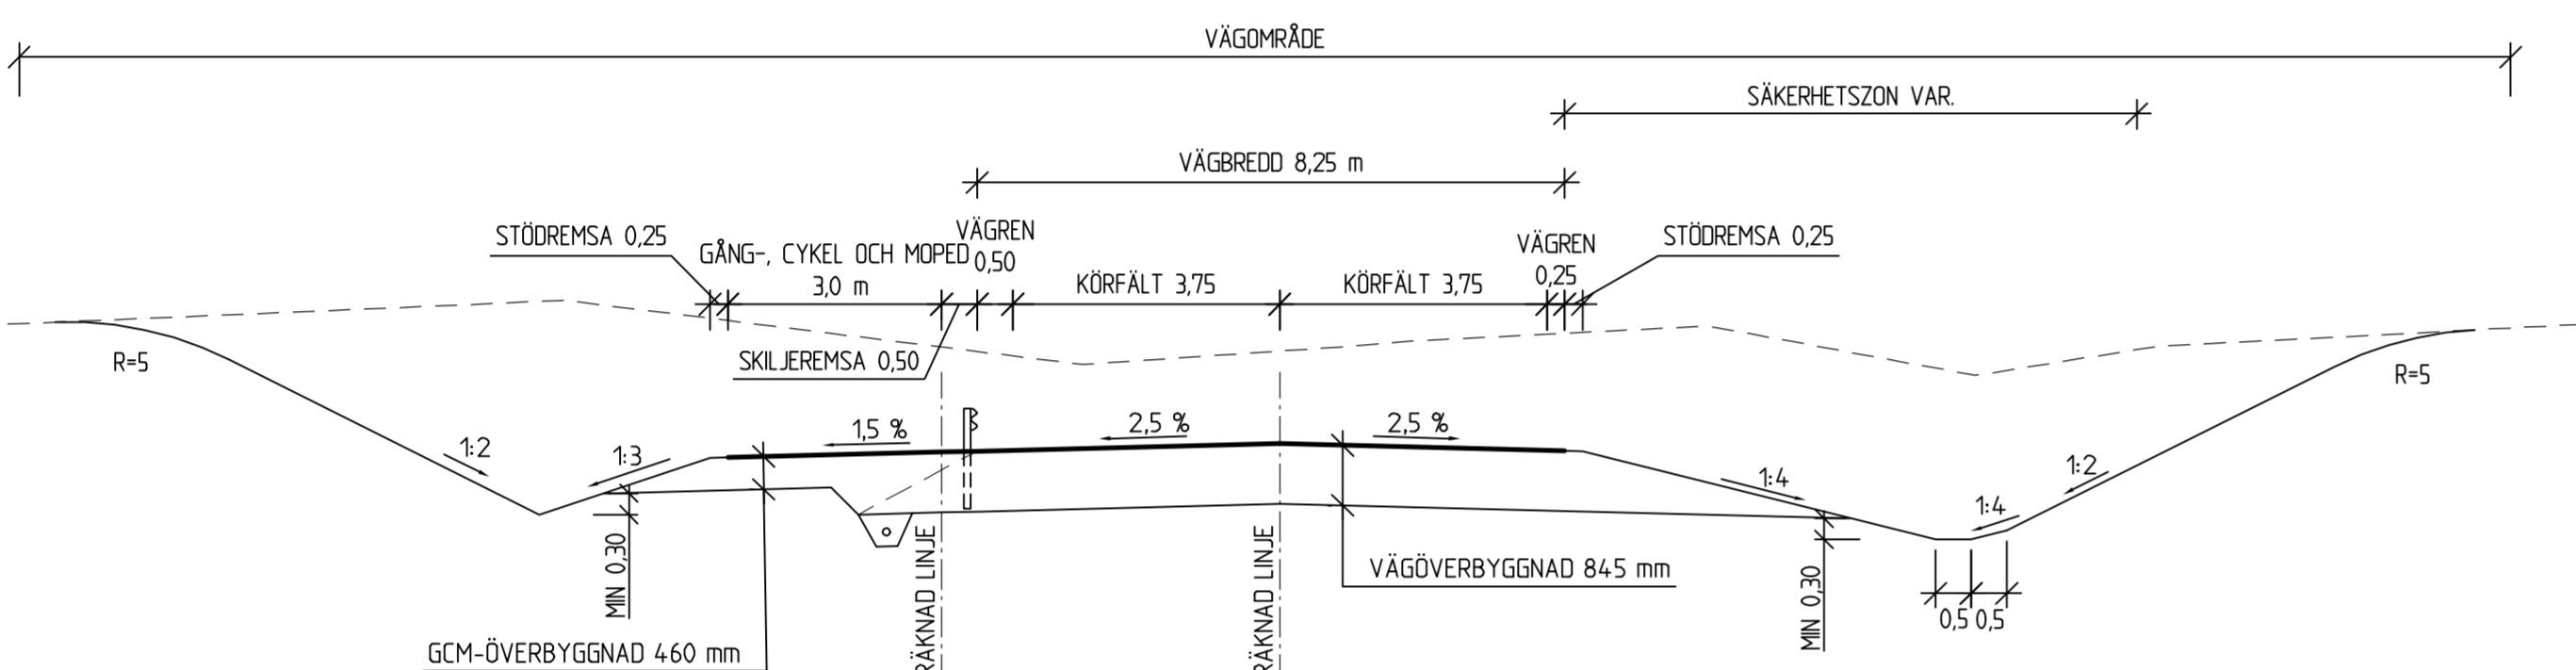 VÄGOMRÅDE
SÄKERHETSZON VAR.
VÄGBREDD 8,25 m
STÖDREMSA 0,25
GÅNG-, CYKEL OCH MOPED
3,0 m
VÄGREN
0,50
KÖRFÄLT 3,75
KÖRFÄLT 3,75
VÄGREN
0,25
STÖDREMSA 0,25
SKILJEREMSA 0,50
R=5
R=5
1:2
1:3
1,5 %
2,5 %
2,5 %
1:4
1:4
1:2
MIN 0,30
GCM-ÖVERBYGGNAD 460 mm
RÄKNAD LINJE
RÄKNAD LINJE
VÄGÖVERBYGGNAD 845 mm
MIN 0,30
0,5
0,5